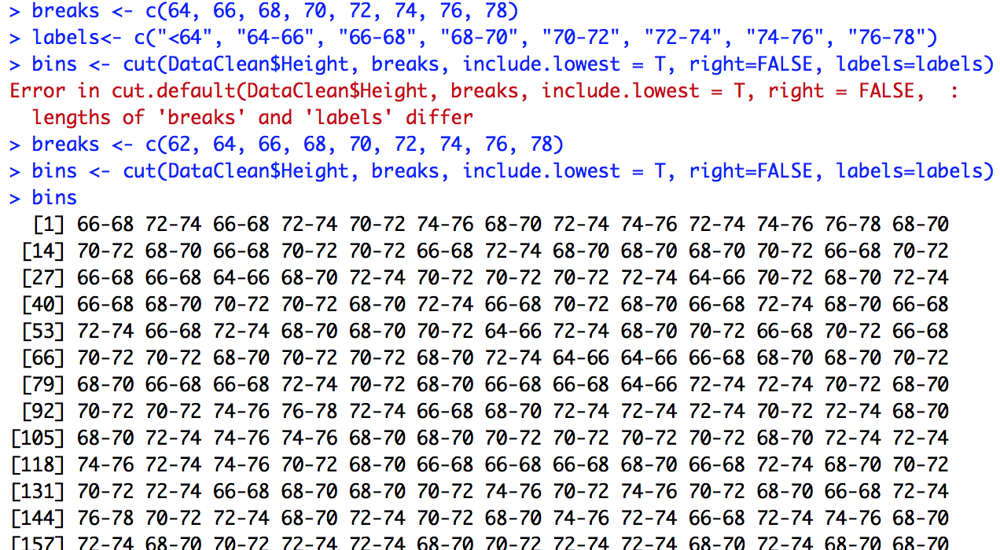 > breaks <- c(64, 66, 68, 70, 72, 74, 76, 78)
> labels<- c("<64", "64-66", "66-68", "68-70", "70-72", "72-74", "74-76", "76-78")
> bins <- cut(DataClean$Height, breaks, include.lowest = T, right=FALSE, labels=labels)
Error in cut.default(DataClean$Height, breaks, include.lowest = T, right = FALSE,  :
  lengths of 'breaks' and 'labels' differ
> breaks <- c(62, 64, 66, 68, 70, 72, 74, 76, 78)
> bins <- cut(DataClean$Height, breaks, include.lowest = T, right=FALSE, labels=labels)
> bins
  [1] 66-68 72-74 66-68 72-74 70-72 74-76 68-70 72-74 74-76 72-74 74-76 76-78 68-70
 [14] 70-72 68-70 66-68 70-72 70-72 66-68 72-74 68-70 68-70 68-70 70-72 66-68 70-72
 [27] 66-68 66-68 64-66 68-70 72-74 70-72 70-72 70-72 72-74 64-66 70-72 68-70 72-74
 [40] 66-68 68-70 70-72 70-72 68-70 72-74 66-68 70-72 68-70 66-68 72-74 68-70 66-68
 [53] 72-74 66-68 72-74 68-70 68-70 70-72 64-66 72-74 68-70 70-72 66-68 70-72 66-68
 [66] 70-72 70-72 68-70 70-72 70-72 68-70 72-74 64-66 64-66 66-68 68-70 68-70 70-72
 [79] 68-70 66-68 66-68 72-74 70-72 68-70 66-68 66-68 64-66 72-74 72-74 70-72 68-70
 [92] 70-72 70-72 74-76 76-78 72-74 66-68 68-70 72-74 72-74 72-74 70-72 72-74 68-70
[105] 68-70 72-74 74-76 74-76 68-70 68-70 70-72 70-72 70-72 70-72 68-70 72-74 72-74
[118] 74-76 72-74 74-76 70-72 68-70 66-68 66-68 66-68 68-70 66-68 72-74 68-70 70-72
[131] 70-72 72-74 66-68 68-70 68-70 70-72 74-76 70-72 74-76 70-72 68-70 66-68 72-74
[144] 76-78 70-72 72-74 68-70 72-74 70-72 68-70 74-76 72-74 66-68 72-74 74-76 68-70
[157] 72-74 68-70 70-72 72-74 72-74 68-70 70-72 72-74 68-70 72-74 68-70 68-70